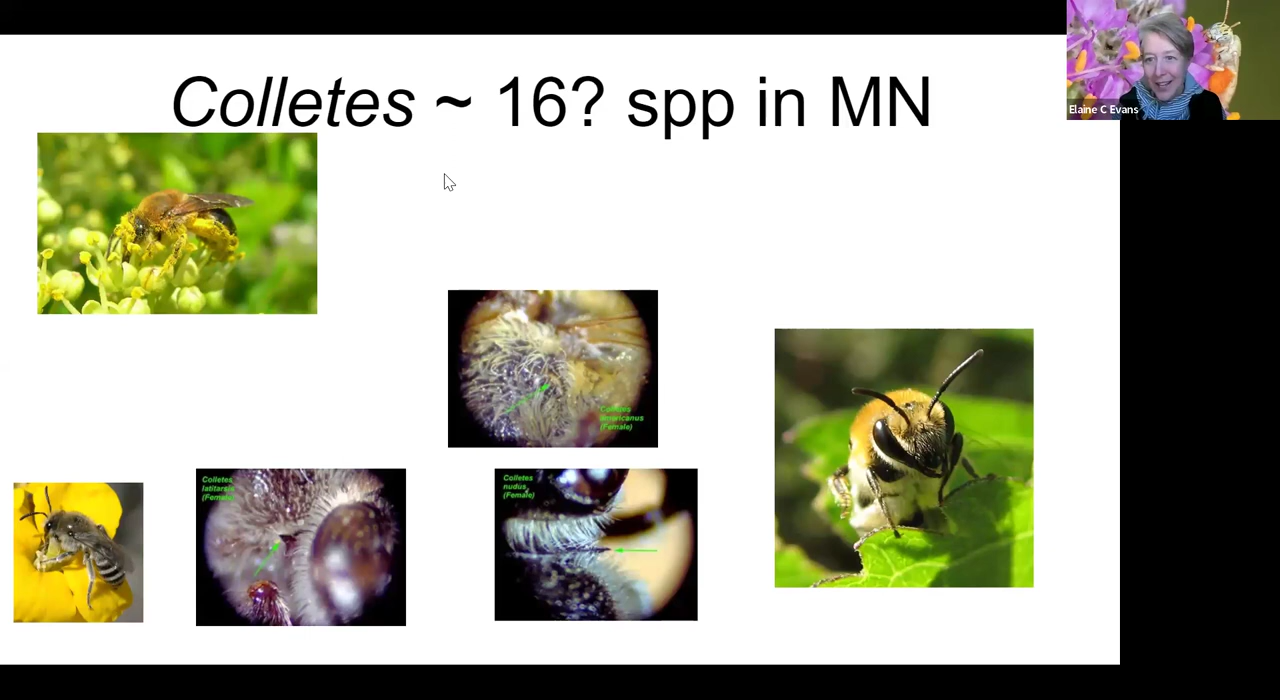 Colletes ~ 16? spp in MN
Elaine C Evans
Colletes
americanus
(Female)
Colletes
latitarsis
(Female)
Colletes
nudus
(Female)